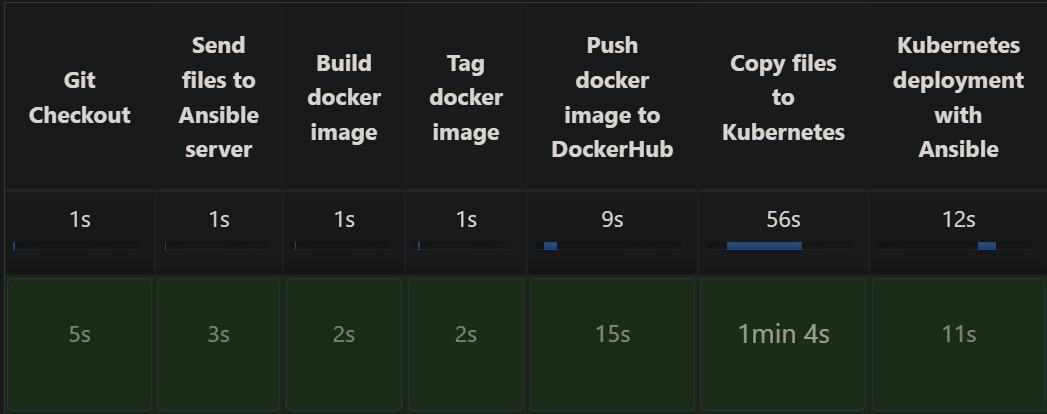 Git
Checkout
Send
files to
Ansible
server
Build
docker
image
Tag
docker
image
Push
docker
image to
DockerHub
Copy files
to
Kubernetes
Kubernetes
deployment
with
Ansible
1s
1s
1s
1s
9s
56s
12s
5s
3s
2s
2s
15s
1min 4s
11s